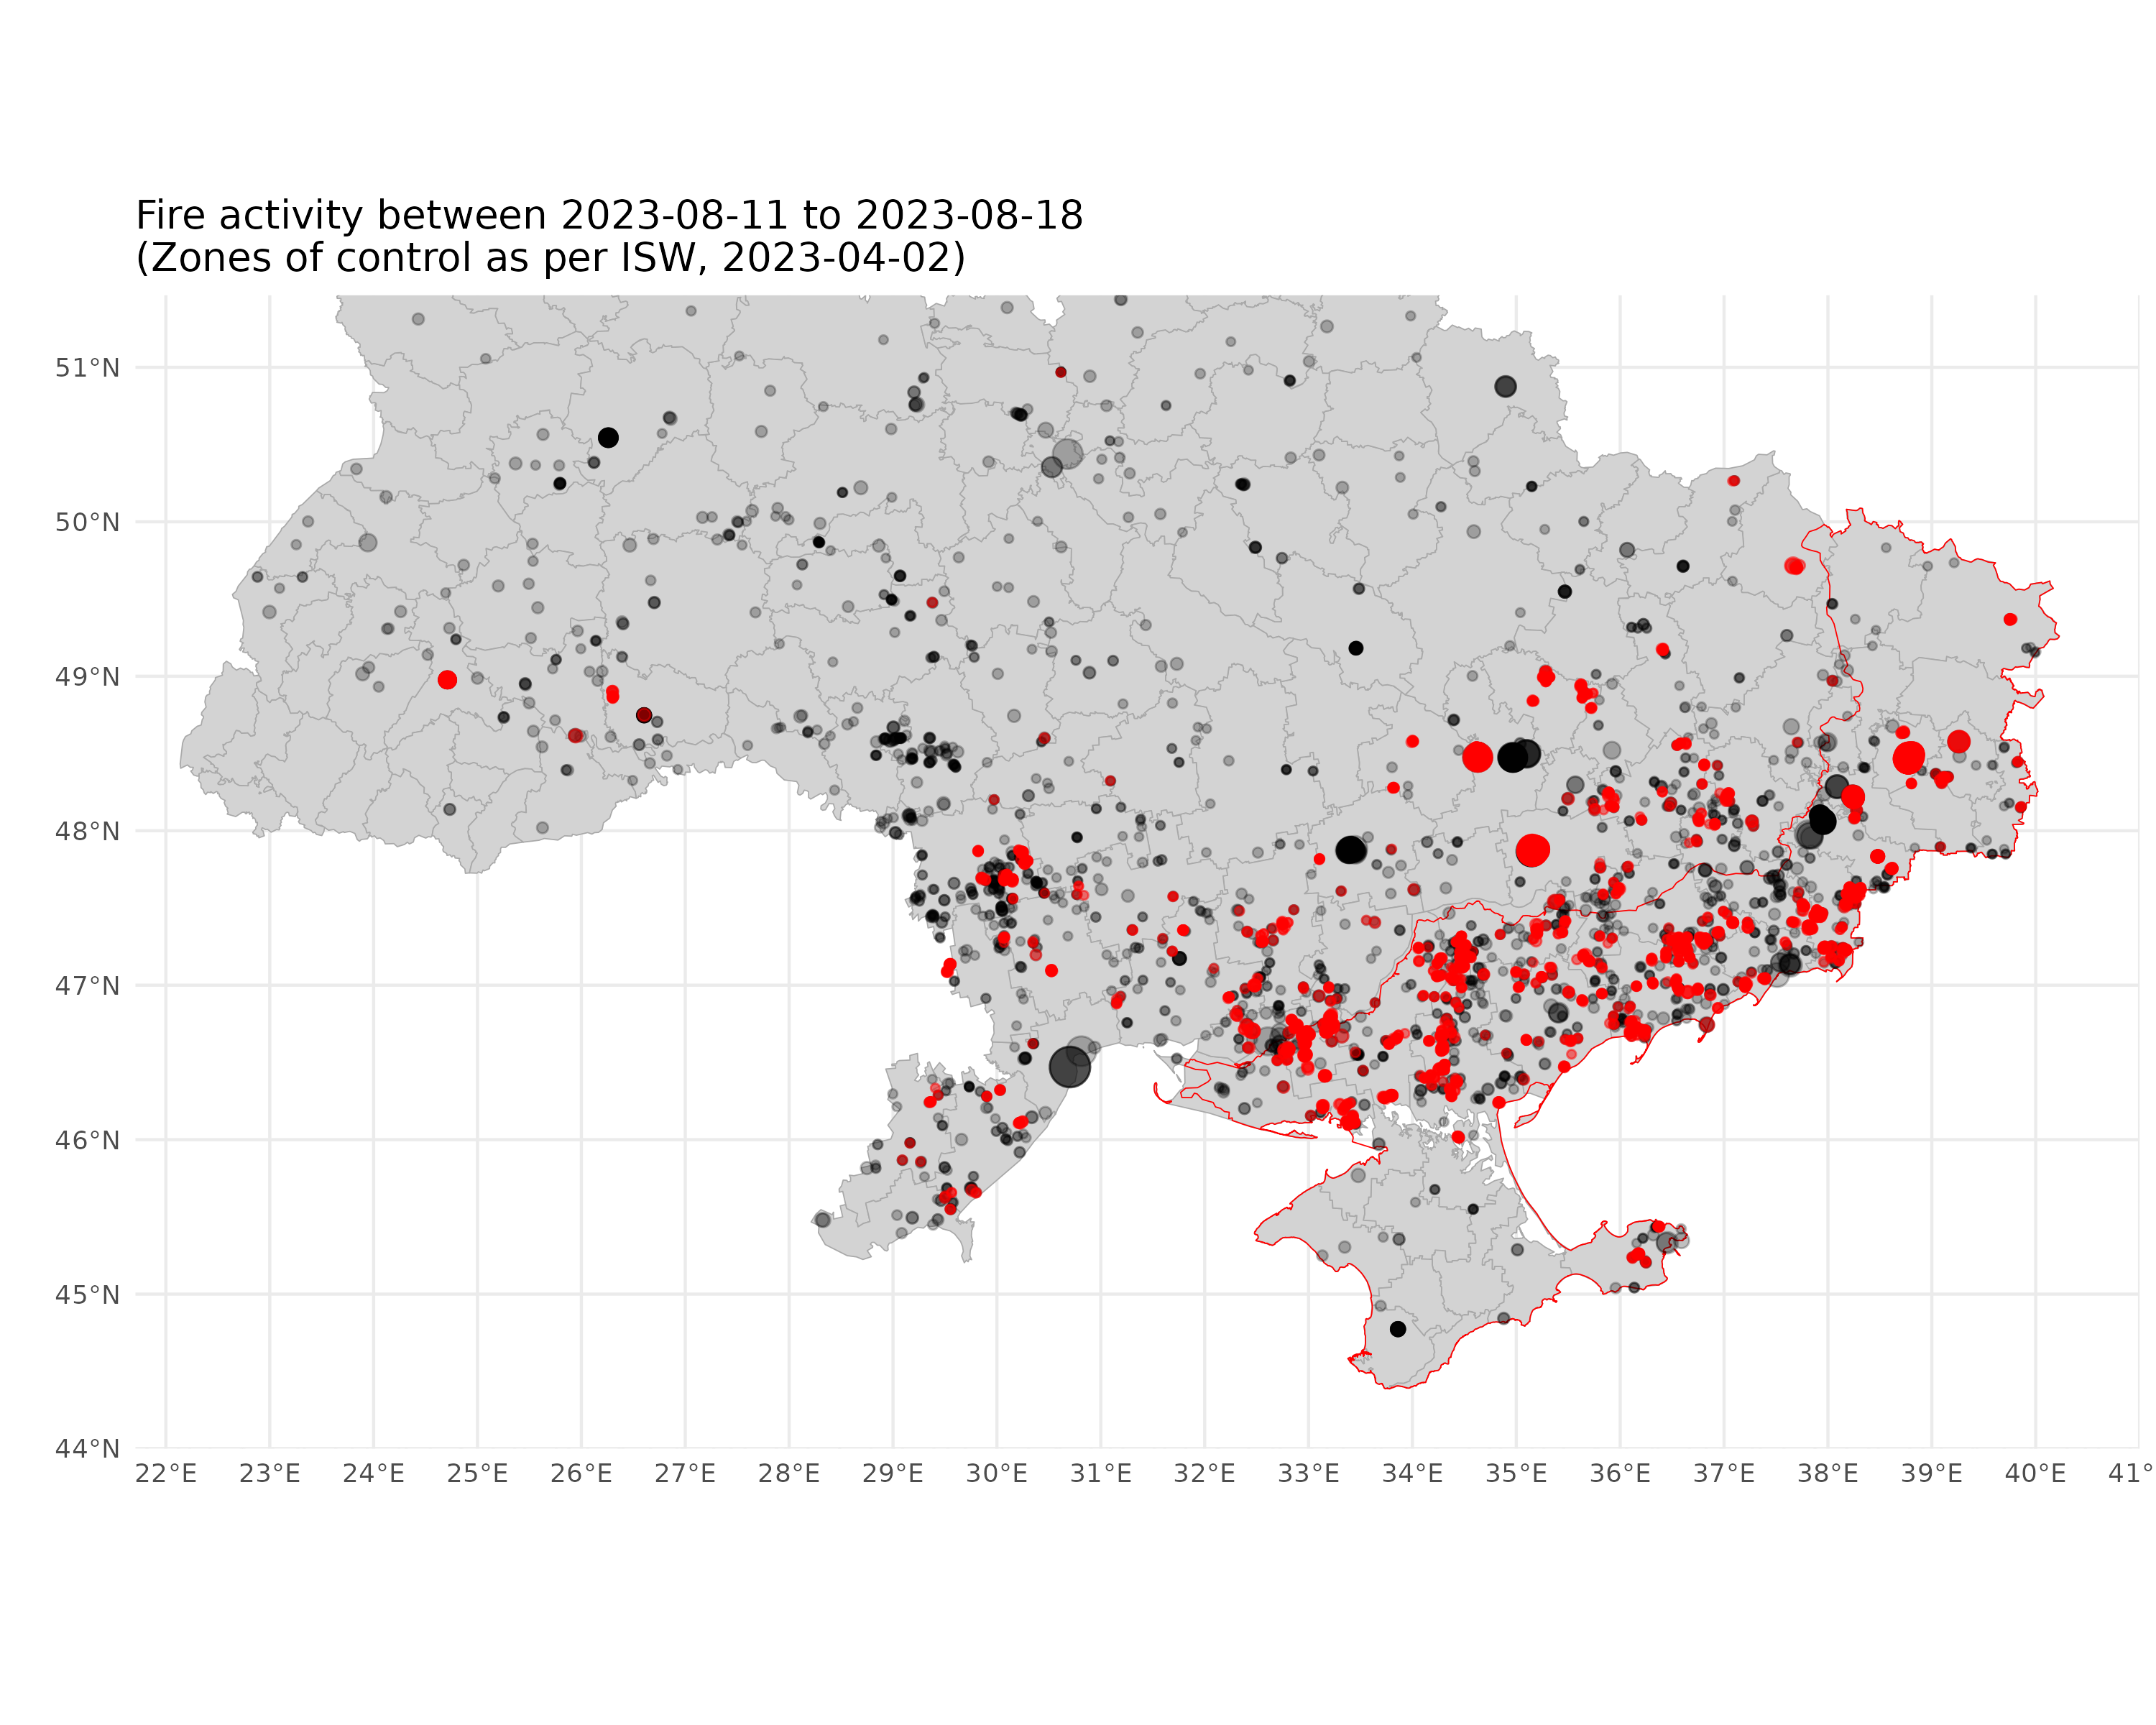 Fire activity between 2023-08-11 to 2023-08-18
(Zones of control as per ISW, 2023-04-02)
51°N
50°N
49°N
48°N
47°N
46°N
45°N
44°N
22°E 23°E 24°E 25°E 26°E 27°E 28°E 29°E 30°E 31°E 32°E 33°E 34°E 35°E 36°E 37°E 38°E 39°E 40°E 41°